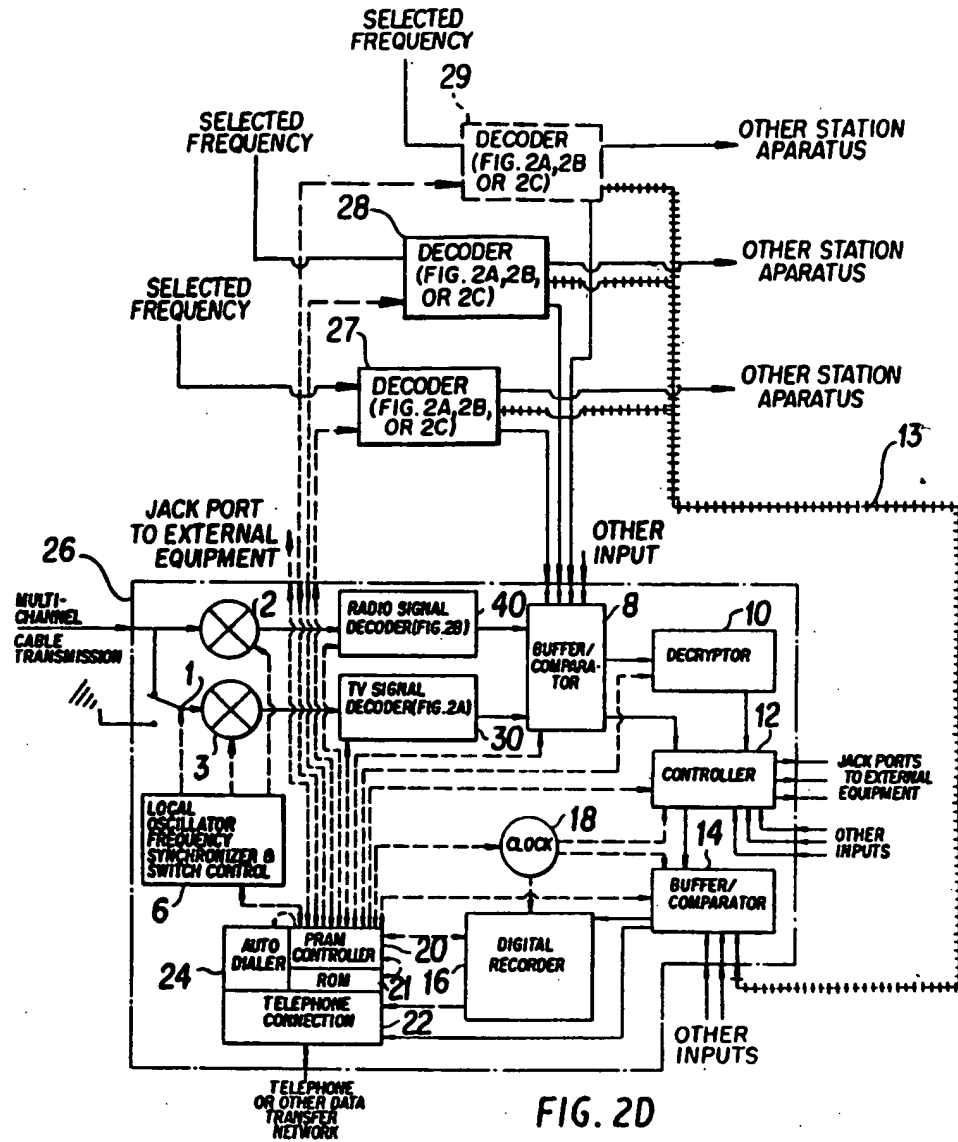 SELECTED
FREQUENCY
29
DECODER
(FIG. 2A,2B
OR 2C)
OTHER STATION
APPARATUS
SELECTED
FREQUENCY
28
DECODER
(FIG. 2A,2B,
OR 2C)
OTHER STATION
APPARATUS
SELECTED
FREQUENCY
27
DECODER
(FIG. 2A,2B,
OR 2C)
OTHER STATION
APPARATUS
13
JACK PORT
TO EXTERNAL
EQUIPMENT
OTHER
INPUT
26
MULTI-
CHANNEL
CABLE TRANSMISSION
2
RADIO SIGNAL
DECODER(FIG.2B)
40
8
BUFFER/
COMPARA-
TOR
10
DECRYPTOR
1
3
TV SIGNAL
DECODER(FIG.2A)
30
12
CONTROLLER
JACK PORTS
TO EXTERNAL
EQUIPMENT
LOCAL
OSCILLATOR
FREQUENCY
SYNCHRONIZER &
SWITCH CONTROL
6
CLOCK
18
OTHER
INPUTS
14
BUFFER/
COMPARATOR
24
AUTO
DIALER
PRAM
CONTROLLER
20
ROM
21
16
DIGITAL
RECORDER
TELEPHONE
CONNECTION
22
OTHER
INPUTS
TELEPHONE
OR OTHER DATA
TRANSFER
NETWORK
FIG. 2D